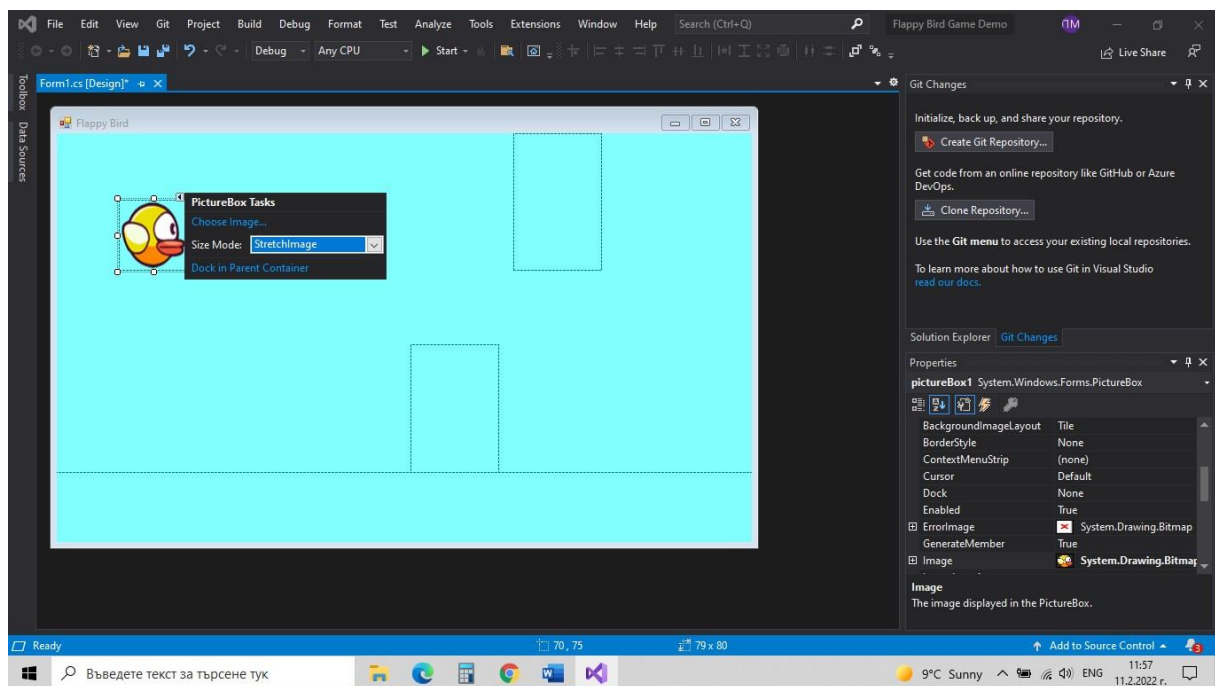 File Edit View Git Project Build Debug Format Test Analyze Tools Extensions Window Help Search (Ctrl+Q) Flappy Bird Game Demo ПМ
Debug Any CPU Start Live Share
Toolbox
Data Sources
Form1.cs [Design]*
Flappy Bird
PictureBox Tasks
Choose Image...
Size Mode: StretchImage
Dock in Parent Container
Git Changes
Initialize, back up, and share your repository.
Create Git Repository...
Get code from an online repository like GitHub or Azure
DevOps.
Clone Repository...
Use the Git menu to access your existing local repositories.
To learn more about how to use Git in Visual Studio
read our docs.
Solution Explorer Git Changes
Properties
pictureBox1 System.Windows.Forms.PictureBox
BackgroundImageLayout Tile
BorderStyle None
ContextMenuStrip (none)
Cursor Default
Dock None
Enabled True
ErrorImage System.Drawing.Bitmap
GenerateMember True
Image System.Drawing.Bitmap
Image
The image displayed in the PictureBox.
Ready 70 , 75 79 x 80 Add to Source Control 3
Въведете текст за търсене тук 9°C Sunny ENG 11:57
11.2.2022 г.